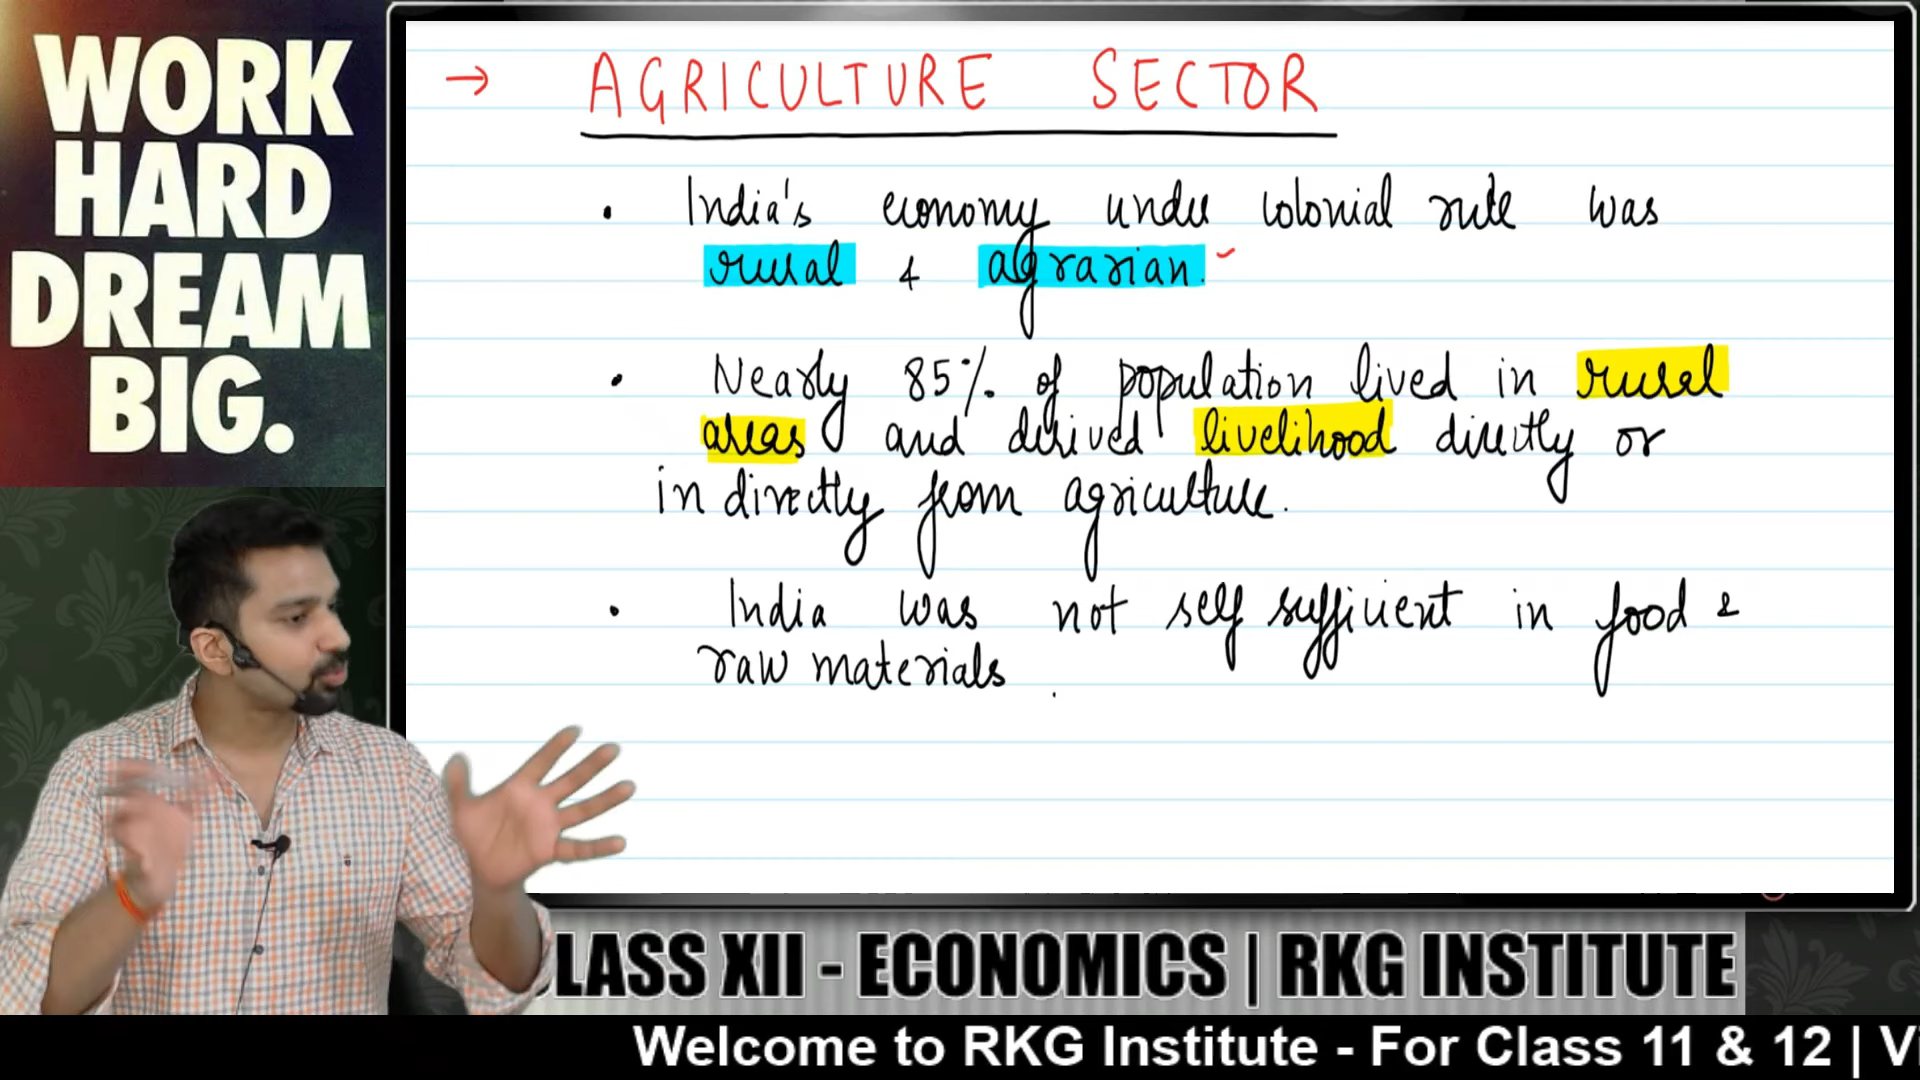 WORK
HARD
DREAM
BIG.
→ AGRICULTURE SECTOR
• India's economy under colonial rule was
rural & agrarian.
• Nearly 85% of population lived in rural
areas and derived livelihood directly or
indirectly from agriculture.
• India was not self sufficient in food &
raw materials
LASS XII - ECONOMICS | RKG INSTITUTE
Welcome to RKG Institute - For Class 11 & 12 | Vi